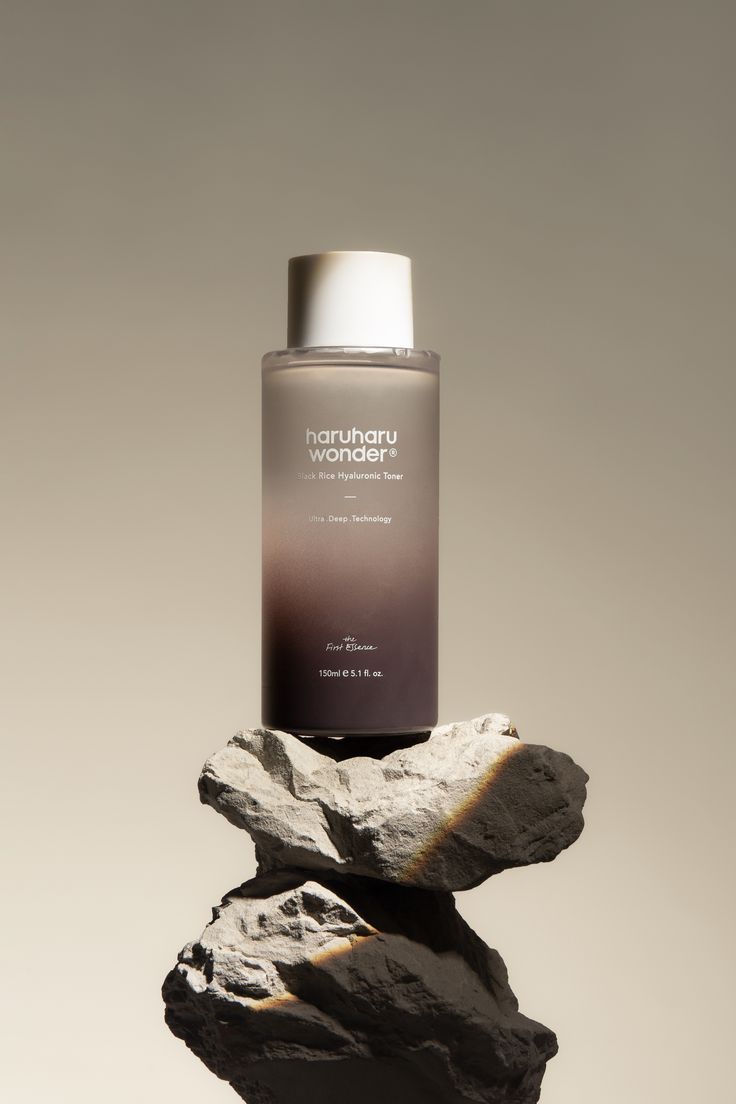 haruharu
wonder®
Black Rice Hyaluronic Toner
Ultra.Deep.Technology
the
First Essence
150ml e 5.1 fl. oz.